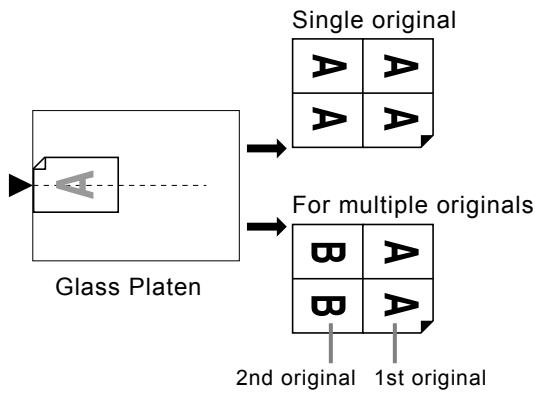 Single original
A A
A A
A
Glass Platen
For multiple originals
B A
B A
2nd original 1st original